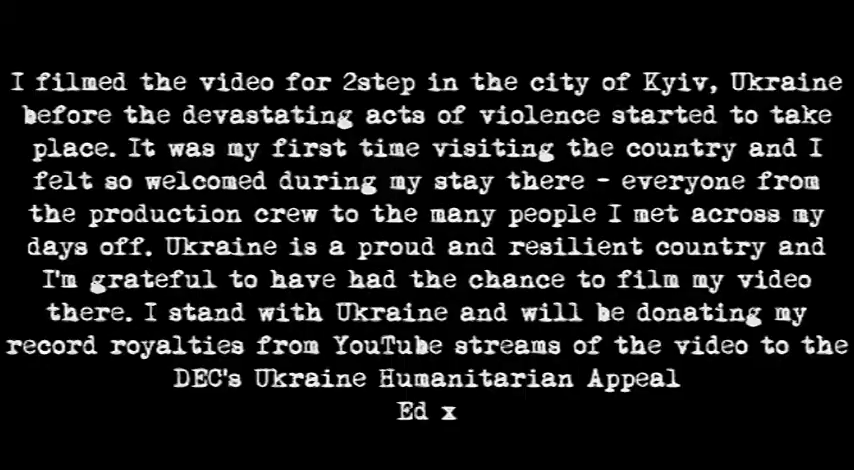 I filmed the video for 2step in the city of Kyiv, Ukraine
before the devastating acts of violence started to take
place. It was my first time visiting the country and I
felt so welcomed during my stay there - everyone from
the production crew to the many people I met across my
days off. Ukraine is a proud and resilient country and
I'm grateful to have had the chance to film my video
there. I stand with Ukraine and will be donating my
record royalties from YouTube streams of the video to the
DEC's Ukraine Humanitarian Appeal
Ed x